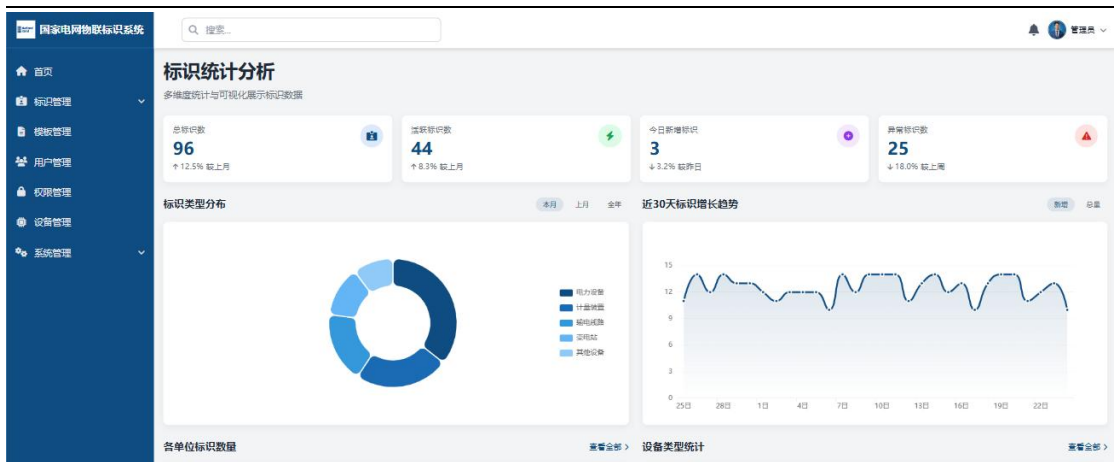 国家电网物联标识系统
搜索...
管理员
首页
标识管理
模板管理
用户管理
权限管理
设备管理
系统管理
标识统计分析
多维度统计与可视化展示标识数据
总标识数
96
↑ 12.5% 较上月
活跃标识数
44
↑ 8.3% 较上月
今日新增标识
3
↓ 3.2% 较昨日
异常标识数
25
↓ 18.0% 较上周
标识类型分布
本月 上月 全年
电力设备
计量装置
输电线路
变电站
其他设备
近30天标识增长趋势
新增 总量
15
12
9
6
3
0
25日 28日 1日 4日 7日 10日 13日 16日 19日 22日
各单位标识数量
查看全部 >
设备类型统计
查看全部 >